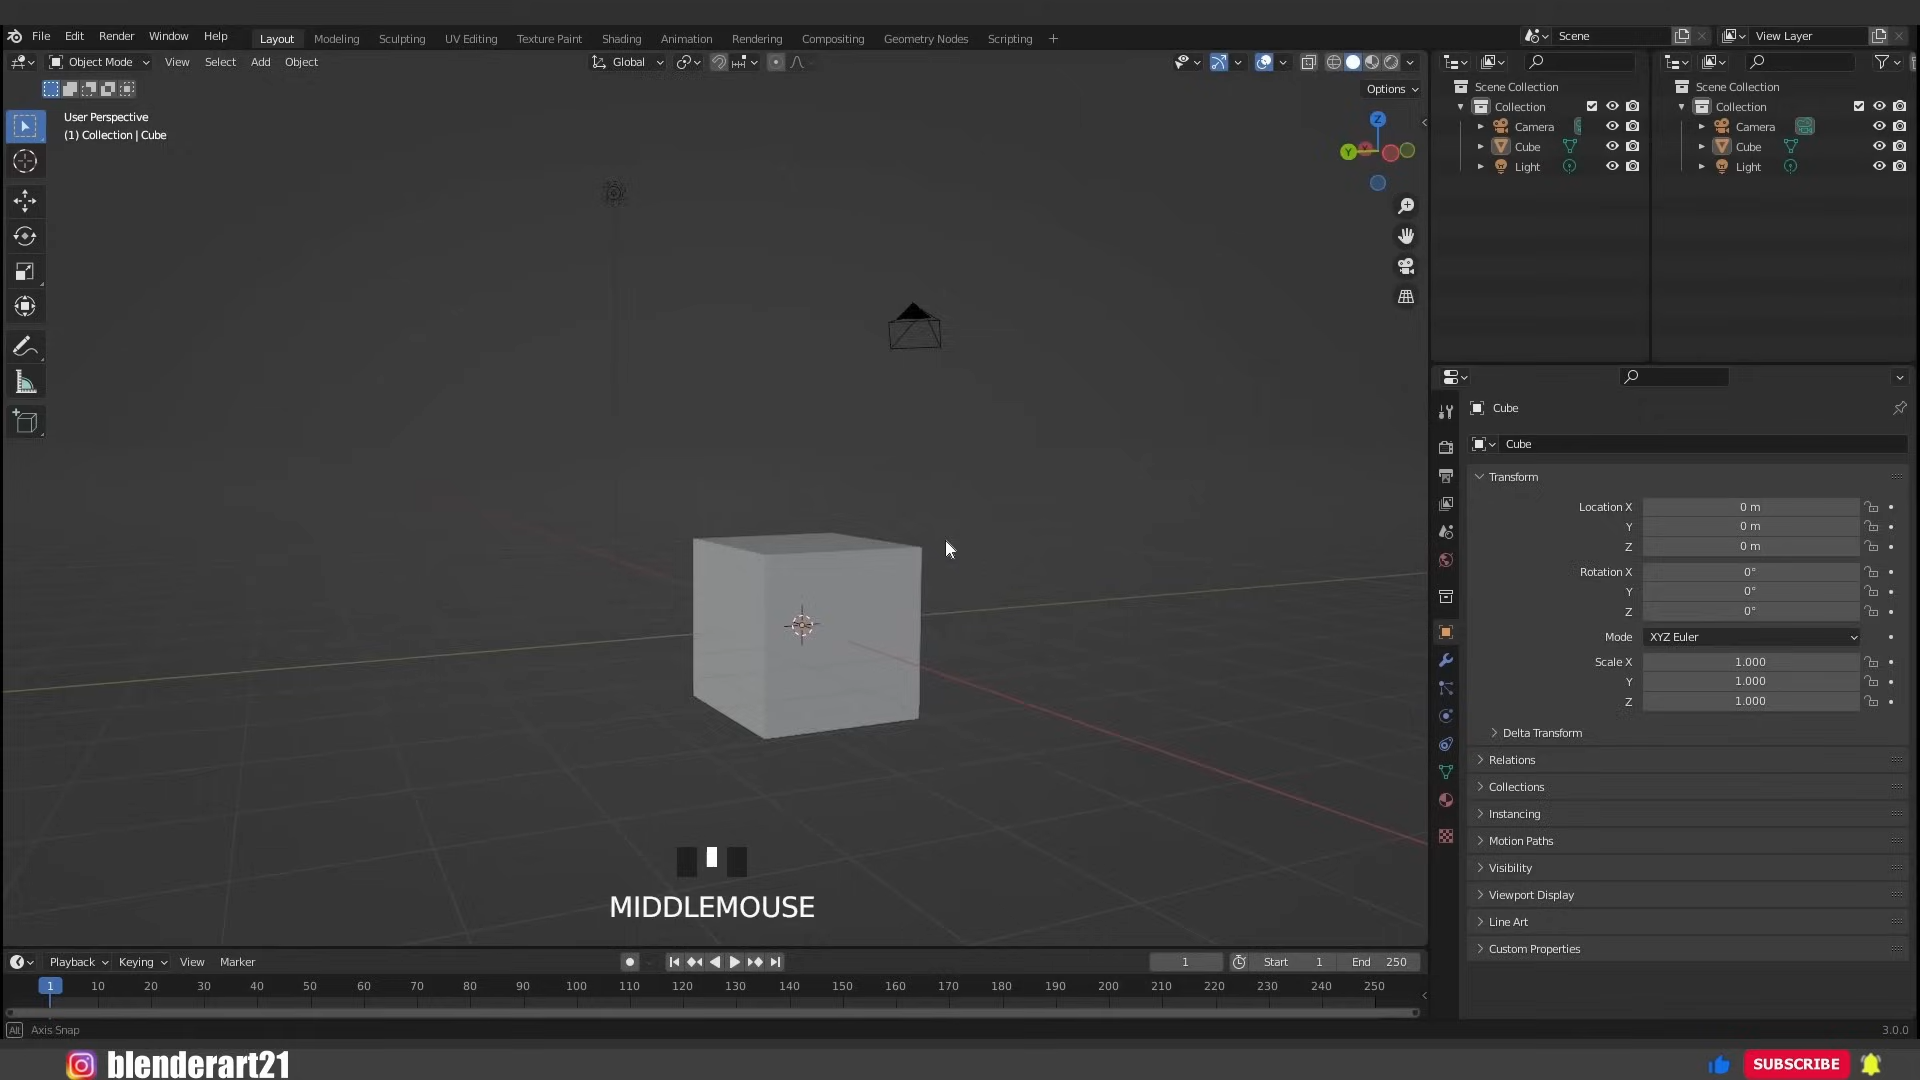 File Edit Render Window Help Layout Modeling Sculpting UV Editing Texture Paint Shading Animation Rendering Compositing Geometry Nodes Scripting + Scene View Layer
Object Mode View Select Add Object Global
Options
User Perspective
(1) Collection | Cube
Z
Y
Scene Collection
Collection
Camera
Cube
Light
Scene Collection
Collection
Camera
Cube
Light
Cube
Cube
Transform
Location X 0 m
Y 0 m
Z 0 m
Rotation X 0°
Y 0°
Z 0°
Mode XYZ Euler
Scale X 1.000
Y 1.000
Z 1.000
Delta Transform
Relations
Collections
Instancing
Motion Paths
Visibility
Viewport Display
Line Art
Custom Properties
MIDDLEMOUSE
Playback Keying View Marker 1 Start 1 End 250
1 10 20 30 40 50 60 70 80 90 100 110 120 130 140 150 160 170 180 190 200 210 220 230 240 250
Alt Axis Snap 3.0.0
blenderart21 SUBSCRIBE